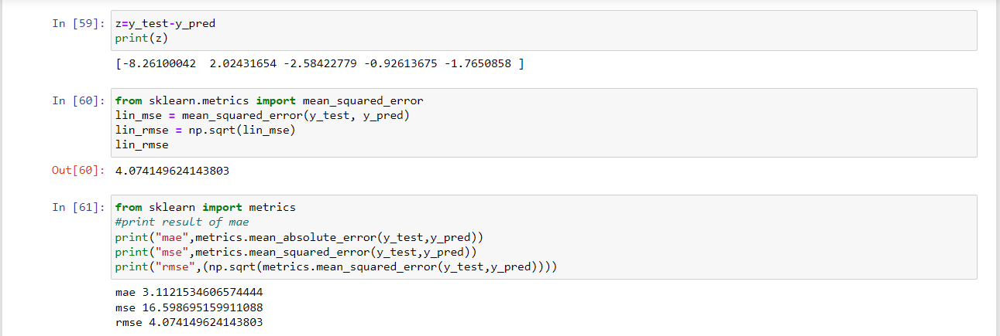 In [59]: z=y_test-y_pred
print(z)
[-8.26100042  2.02431654 -2.58422779 -0.92613675 -1.7650858 ]
In [60]: from sklearn.metrics import mean_squared_error
lin_mse = mean_squared_error(y_test, y_pred)
lin_rmse = np.sqrt(lin_mse)
lin_rmse
Out[60]: 4.074149624143803
In [61]: from sklearn import metrics
#print result of mae
print("mae",metrics.mean_absolute_error(y_test,y_pred))
print("mse",metrics.mean_squared_error(y_test,y_pred))
print("rmse",(np.sqrt(metrics.mean_squared_error(y_test,y_pred))))
mae 3.1121534606574444
mse 16.598695159911088
rmse 4.074149624143803